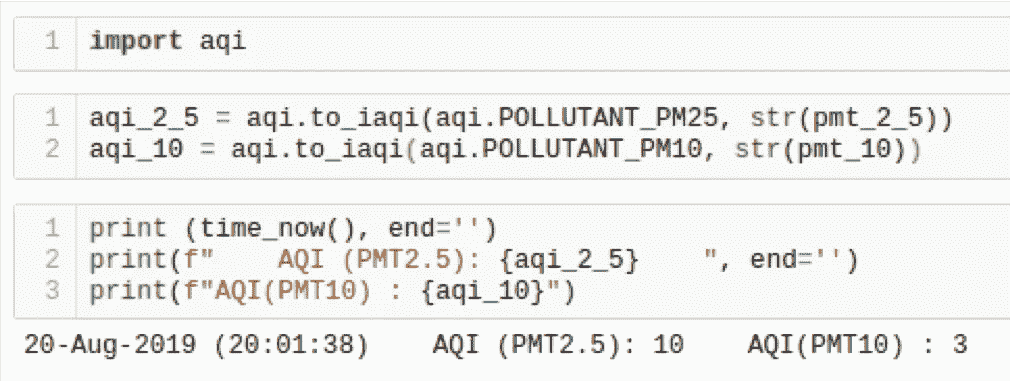 1 import aqi
1 aqi_2_5 = aqi.to_iaqi(aqi.POLLUTANT_PM25, str(pmt_2_5))
2 aqi_10 = aqi.to_iaqi(aqi.POLLUTANT_PM10, str(pmt_10))
1 print (time_now(), end='')
2 print(f"    AQI (PMT2.5): {aqi_2_5}    ", end='')
3 print(f"AQI(PMT10) : {aqi_10}")
20-Aug-2019 (20:01:38)    AQI (PMT2.5): 10    AQI(PMT10) : 3